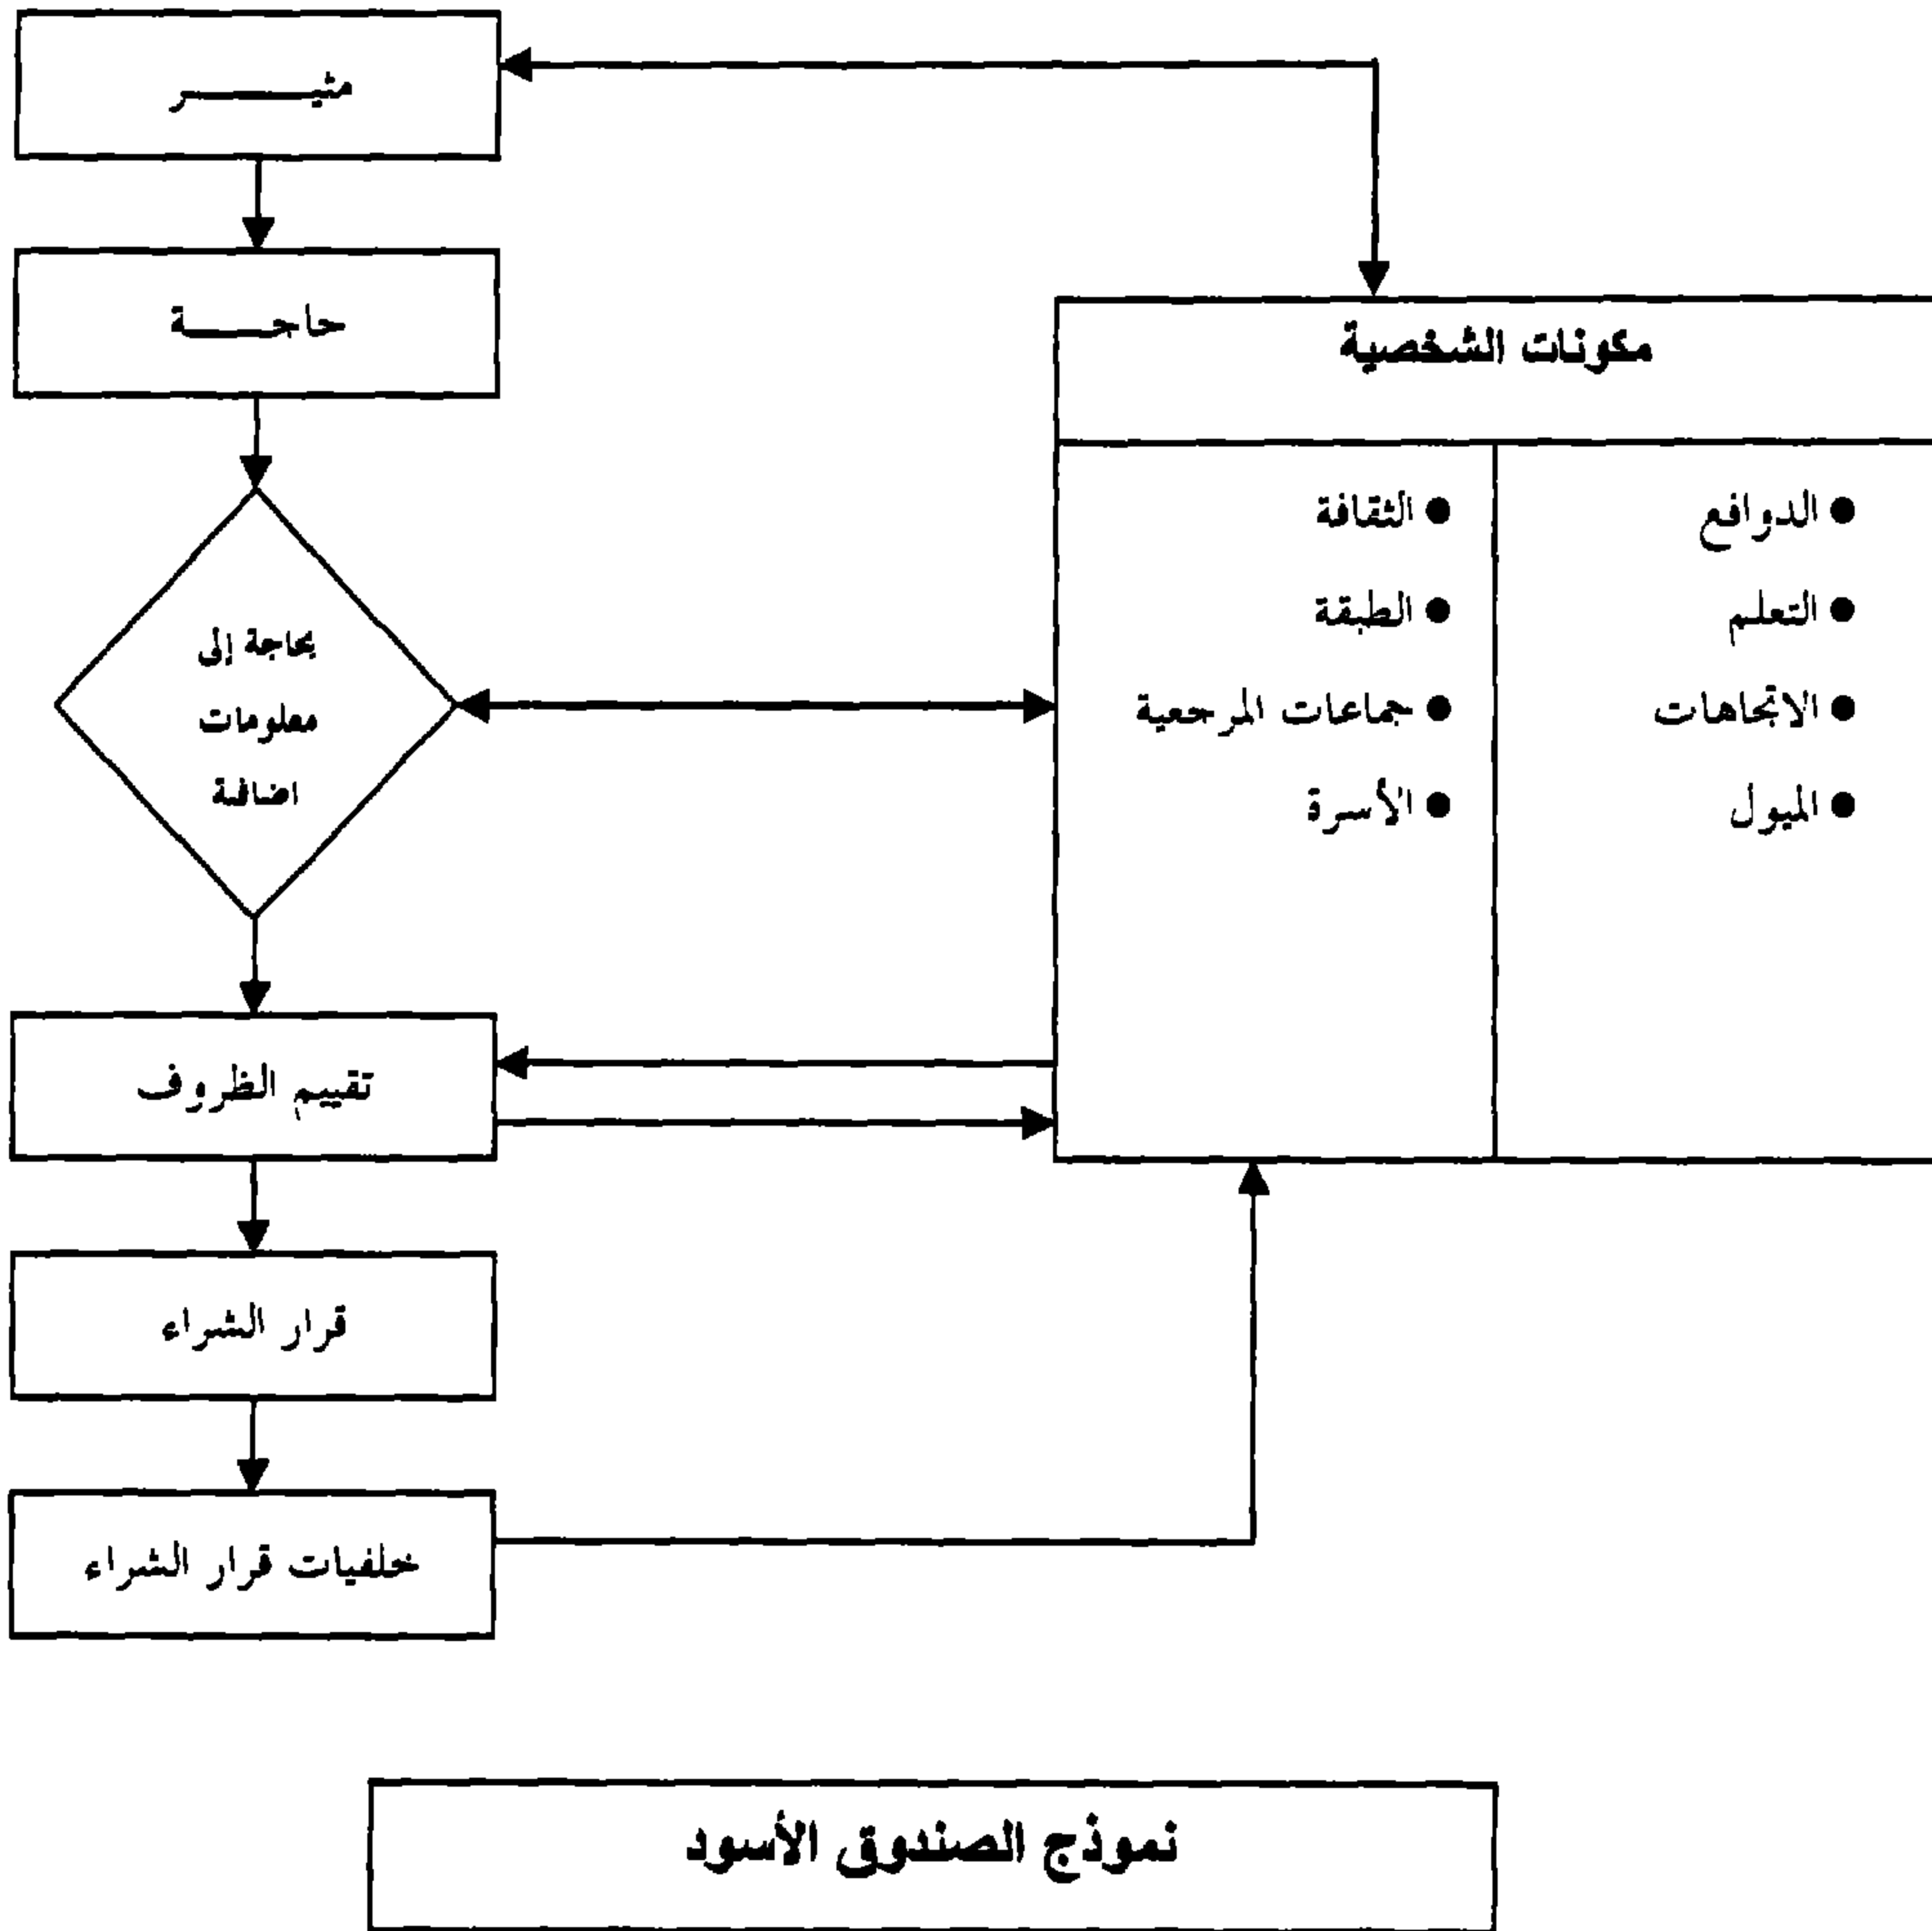 مثيـــــر
حاجـــــة
بحاجة إلى
معلومات
اضافة
تقييم الظروف
قرار الشراء
خلفيات قرار الشراء
مكونات الشخصية
● الدوافع
● التعلم
● الاتجاهات
● الميول
● الثقافة
● الطبقة
● جماعات المرجعية
● الأسرة
نموذج الصندوق الأسود